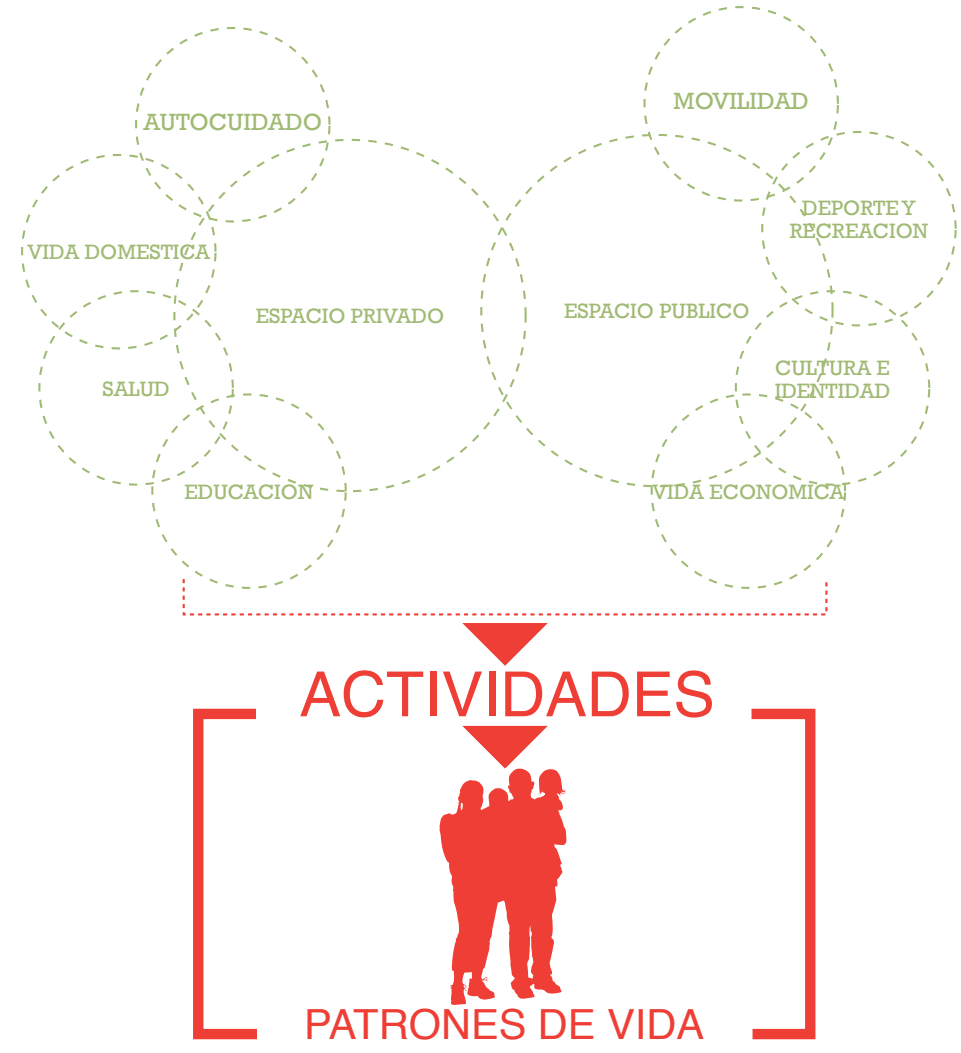 MOVILIDAD
AUTOCUIDADO
DEPORTE Y
RECREACION
VIDA DOMESTICA
ESPACIO PRIVADO
ESPACIO PUBLICO
CULTURA E
IDENTIDAD
SALUD
EDUCACIÓN
VIDA ECONOMICA
ACTIVIDADES
PATRONES DE VIDA